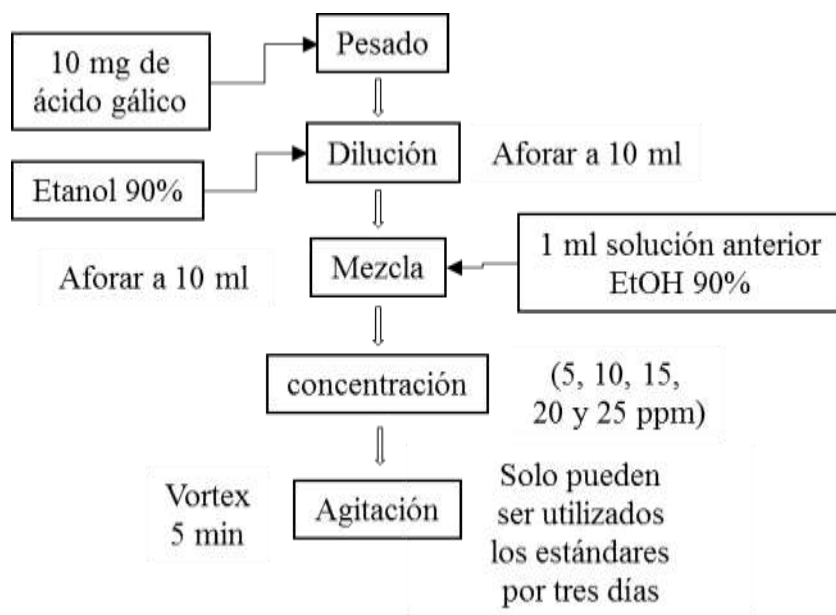 Pesado
10 mg de
ácido gálico
Dilución
Aforar a 10 ml
Etanol 90%
1 ml solución anterior
EtOH 90%
Mezcla
Aforar a 10 ml
concentración
(5, 10, 15,
20 y 25 ppm)
Vortex
5 min
Agitación
Solo pueden
ser utilizados
los estándares
por tres días